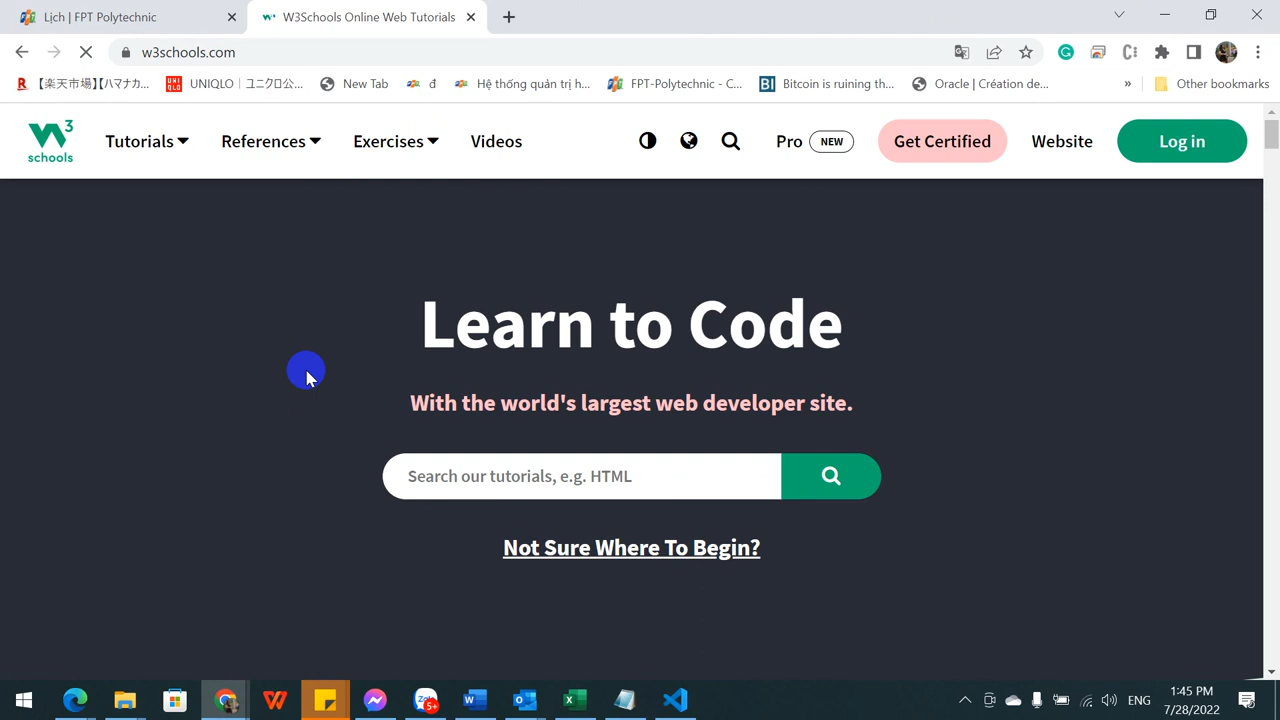 Lịch | FPT Polytechnic
W3Schools Online Web Tutorials
w3schools.com
【楽天市場】【ハマナカ...
UNIQLO｜ユニクロ公...
New Tab
đ
Hệ thống quản trị h...
FPT-Polytechnic - C...
BI
Bitcoin is ruining th...
Oracle | Création de...
»
Other bookmarks
W3
schools
Tutorials
References
Exercises
Videos
Pro
NEW
Get Certified
Website
Log in
Learn to Code
With the world's largest web developer site.
Search our tutorials, e.g. HTML
Not Sure Where To Begin?
Zalo
5+
ENG
1:45 PM
7/28/2022